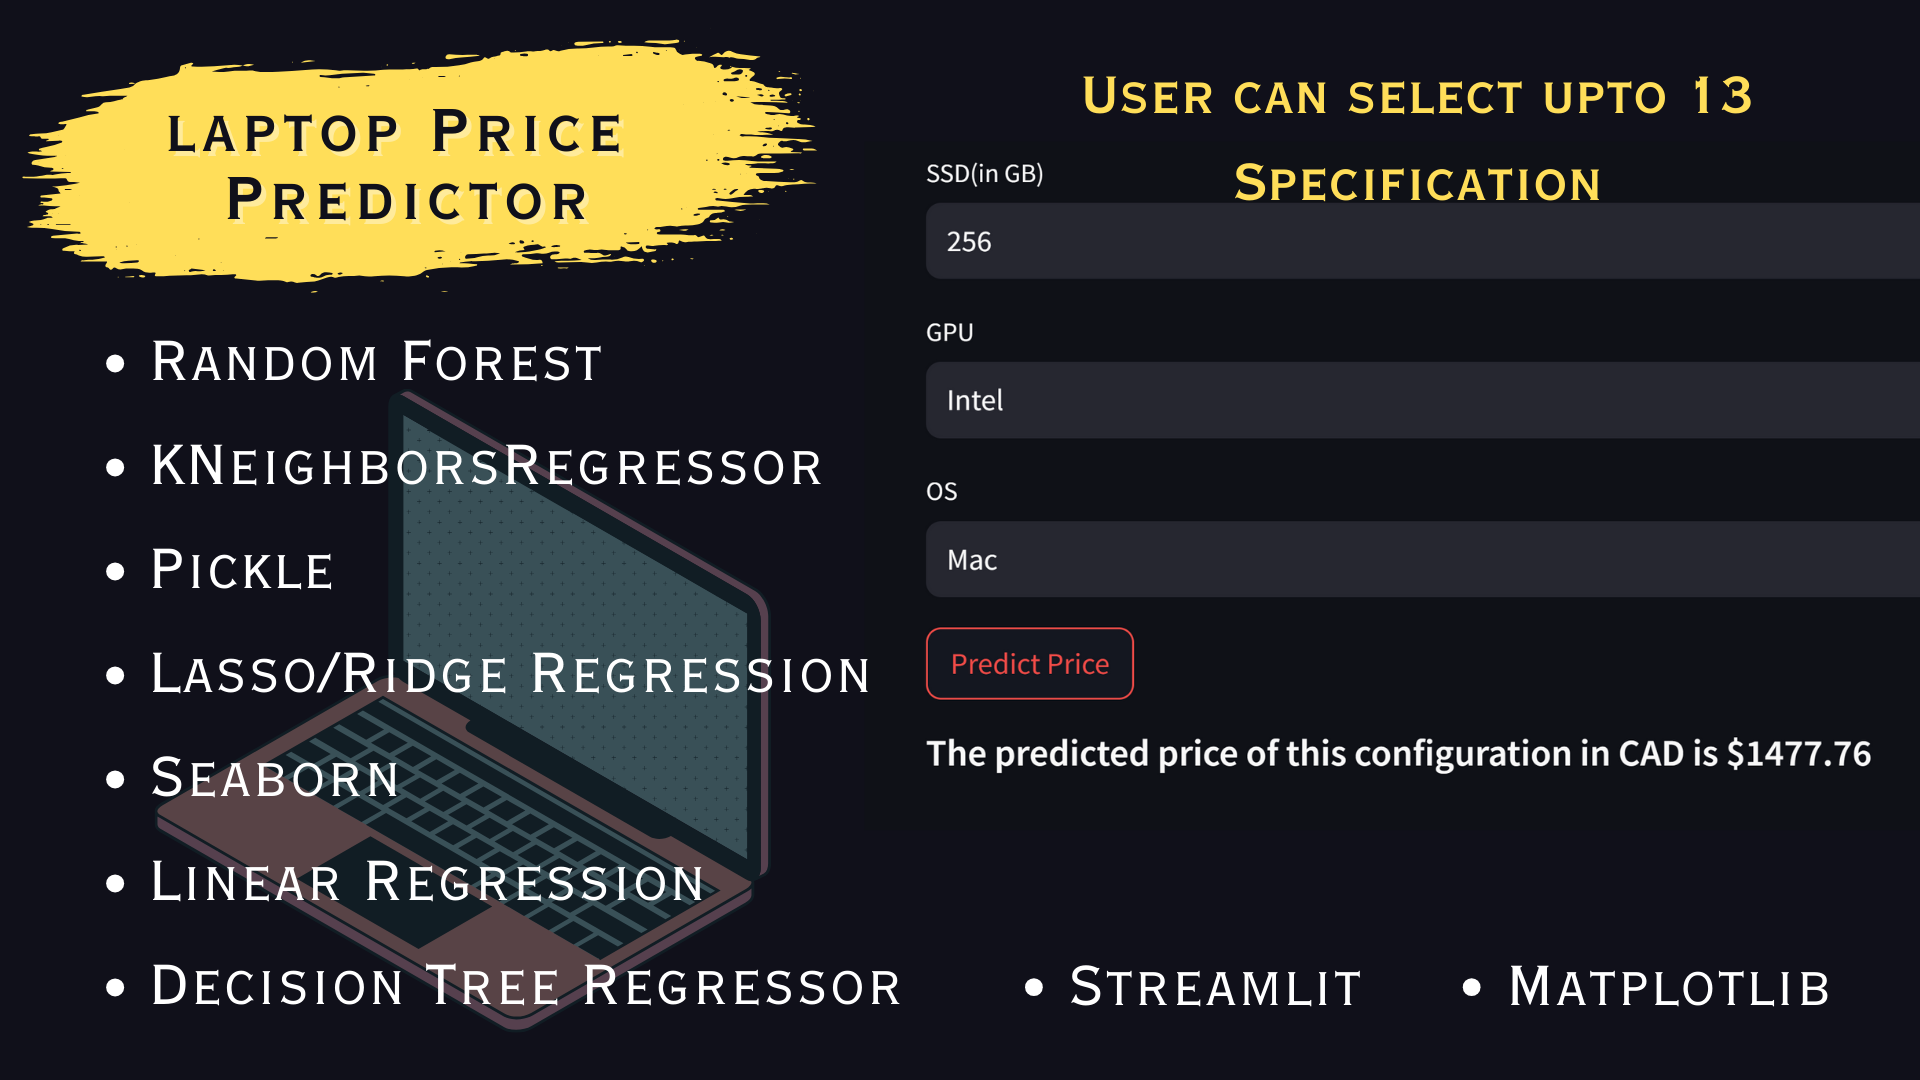 Laptop Price
Predictor
• Random Forest
• KNeighborsRegressor
• Pickle
• Lasso/Ridge Regression
• Seaborn
• Linear Regression
• Decision Tree Regressor
User can select upto 13
Specification
SSD(in GB)
256
GPU
Intel
OS
Mac
Predict Price
The predicted price of this configuration in CAD is $1477.76
• Streamlit
• Matplotlib